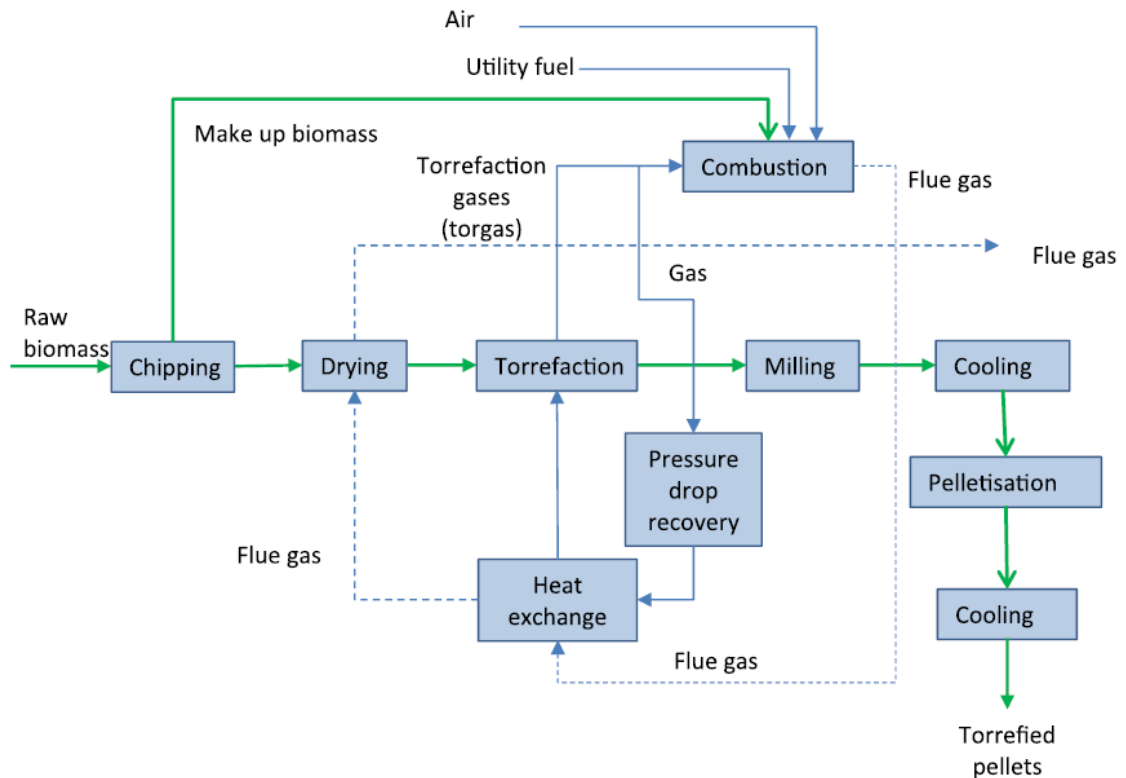 Air
Utility fuel
Make up biomass
Torrefaction
gases
(torgas)
Combustion
Flue gas
Flue gas
Gas
Raw
biomass
Chipping
Drying
Torrefaction
Milling
Cooling
Pressure
drop
recovery
Pelletisation
Flue gas
Heat
exchange
Cooling
Flue gas
Torrefied
pellets